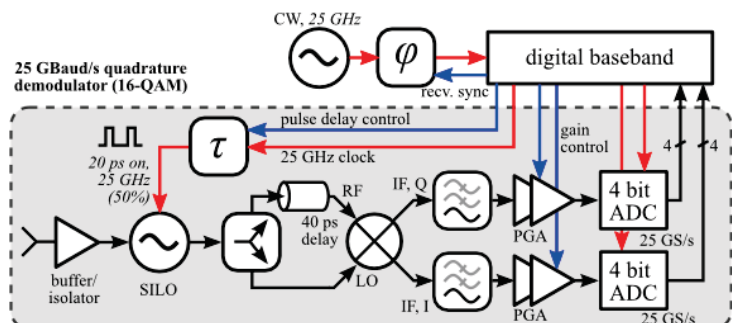 CW, 25 GHz
25 GBaud/s quadrature
demodulator (16-QAM)
φ
digital baseband
recv. sync
pulse delay control
τ
25 GHz clock
gain
control
20 ps on,
25 GHz
(50%)
4
4
RF
IF, Q
40 ps
delay
LO
PGA
4 bit
ADC
25 GS/s
buffer/
isolator
SILO
IF, I
PGA
4 bit
ADC
25 GS/s